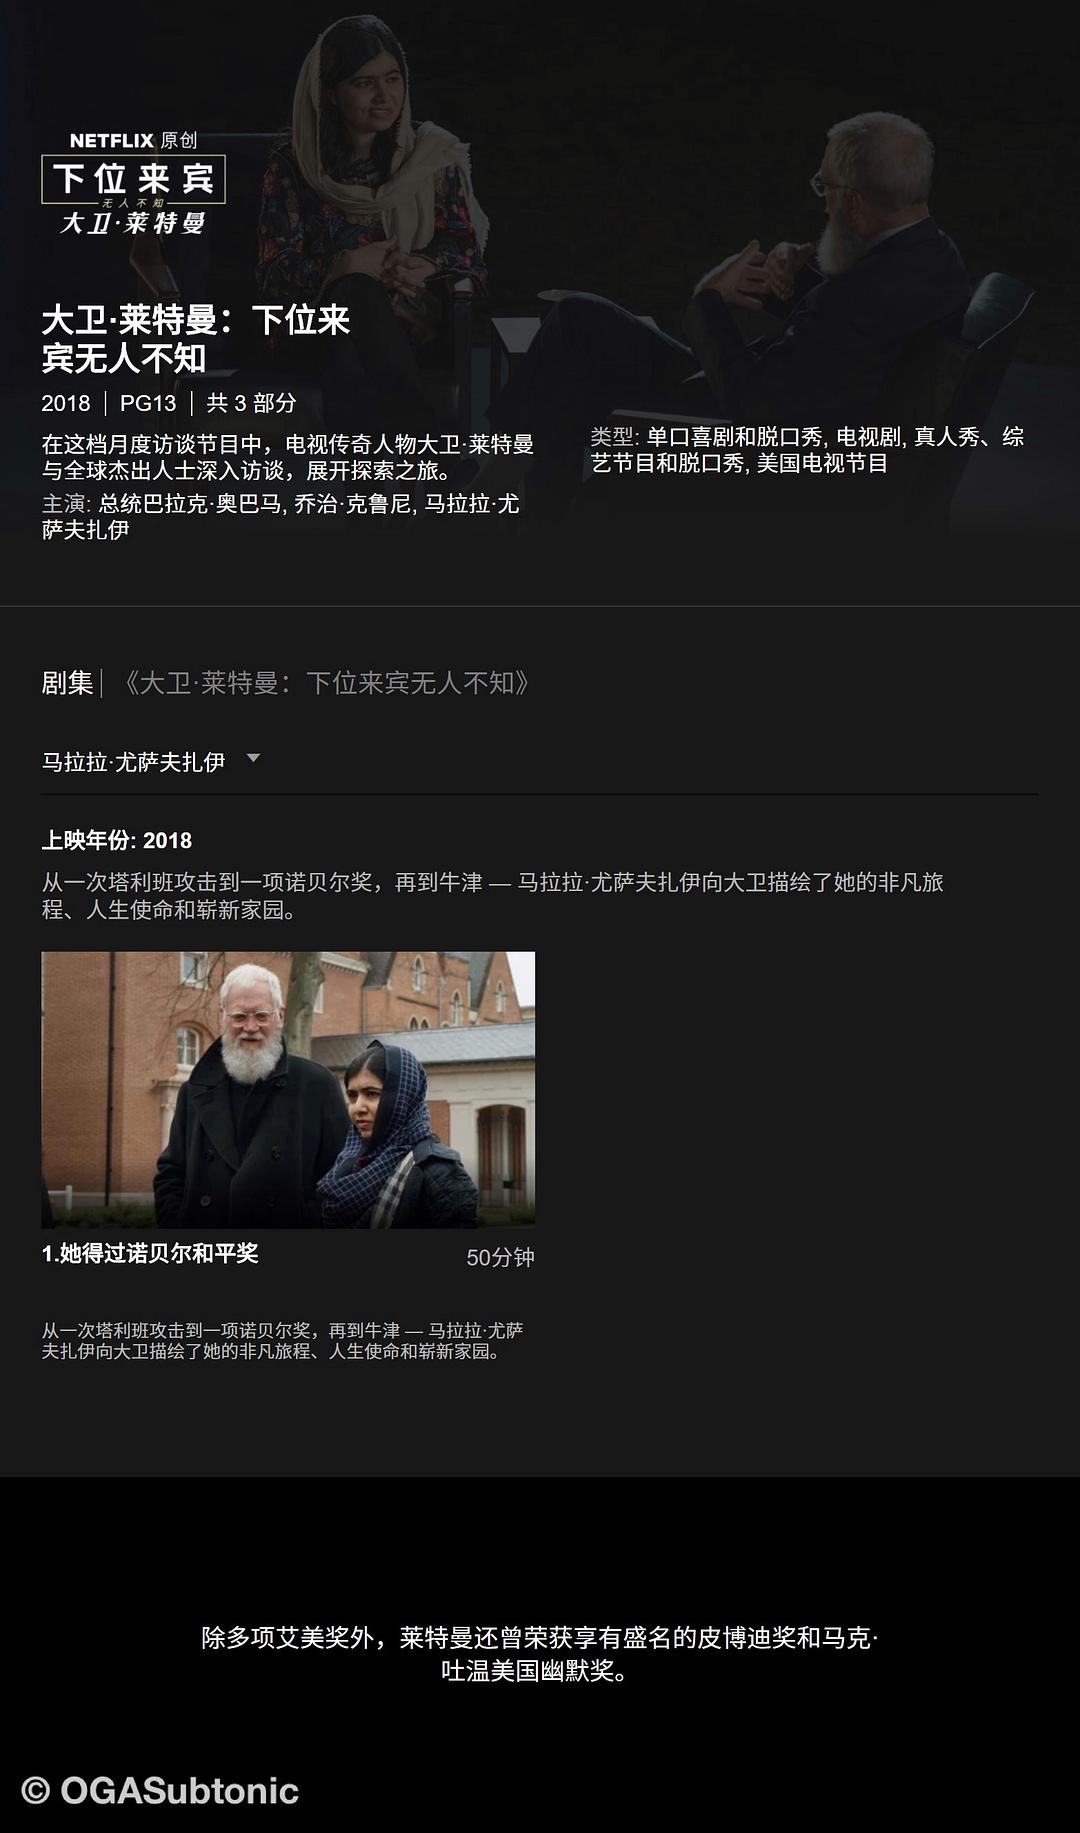 NETFLIX 原创
下位来宾
无人不知
大卫·莱特曼
大卫·莱特曼：下位来
宾无人不知
2018 | PG13 | 共 3 部分
在这档月度访谈节目中，电视传奇人物大卫·莱特曼
与全球杰出人士深入访谈，展开探索之旅。
主演: 总统巴拉克·奥巴马, 乔治·克鲁尼, 马拉拉·尤
萨夫扎伊
类型: 单口喜剧和脱口秀, 电视剧, 真人秀、综
艺节目和脱口秀, 美国电视节目
剧集 | 《大卫·莱特曼：下位来宾无人不知》
马拉拉·尤萨夫扎伊
上映年份: 2018
从一次塔利班攻击到一项诺贝尔奖，再到牛津 — 马拉拉·尤萨夫扎伊向大卫描绘了她的非凡旅
程、人生使命和崭新家园。
1.她得过诺贝尔和平奖
50分钟
从一次塔利班攻击到一项诺贝尔奖，再到牛津 — 马拉拉·尤萨
夫扎伊向大卫描绘了她的非凡旅程、人生使命和崭新家园。
除多项艾美奖外，莱特曼还曾荣获享有盛名的皮博迪奖和马克·
吐温美国幽默奖。
© OGASubtonic